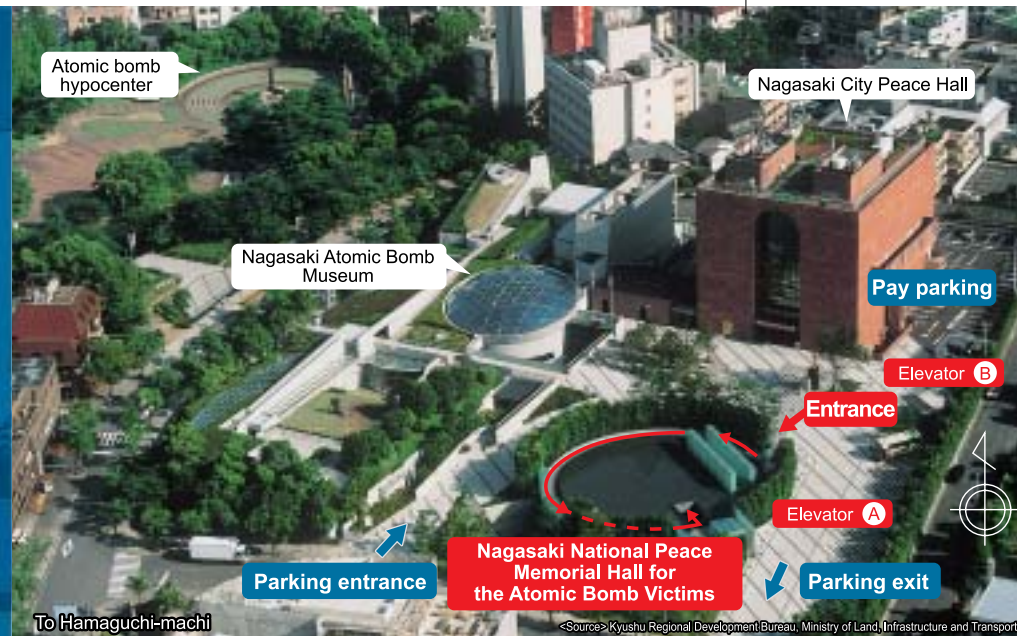 Atomic bomb
hypocenter
Nagasaki City Peace Hall
Nagasaki Atomic Bomb
Museum
Pay parking
Elevator B
Entrance
Elevator A
Nagasaki National Peace
Memorial Hall for
the Atomic Bomb Victims
Parking entrance
Parking exit
To Hamaguchi-machi
<Source> Kyushu Regional Development Bureau, Ministry of Land, Infrastructure and Transport